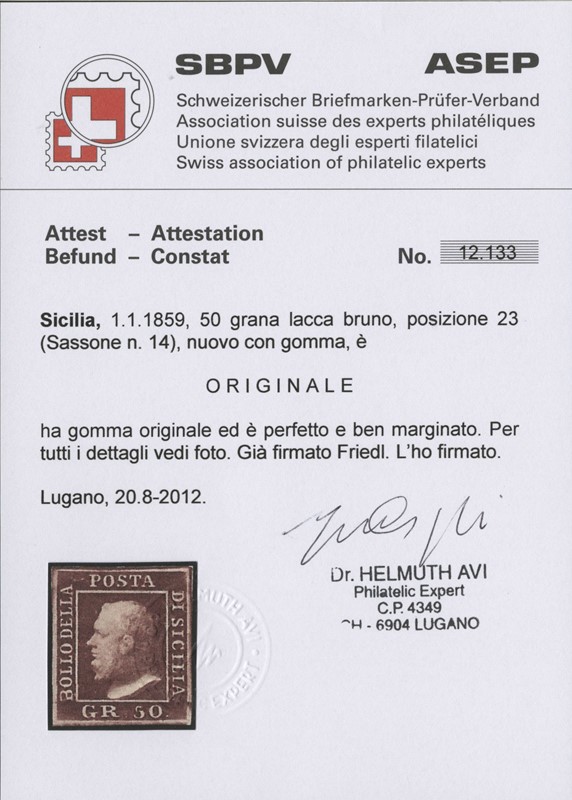 SBPV ASEP
Schweizerischer Briefmarken-Prüfer-Verband
Association suisse des experts philatéliques
Unione svizzera degli esperti filatelici
Swiss association of philatelic experts
Attest – Attestation
Befund – Constat
No. 12.133
Sicilia, 1.1.1859, 50 grana lacca bruno, posizione 23
(Sassone n. 14), nuovo con gomma, è
ORIGINALE
ha gomma originale ed è perfetto e ben marginato. Per
tutti i dettagli vedi foto. Già firmato Friedl. L'ho firmato.
Lugano, 20.8-2012.
Dr. HELMUTH AVI
Philatelic Expert
C.P. 4349
CH - 6904 LUGANO
POSTA
BOLLO DELLA
DI SICILIA
GR. 50.
MUTH AVI
EXPERT